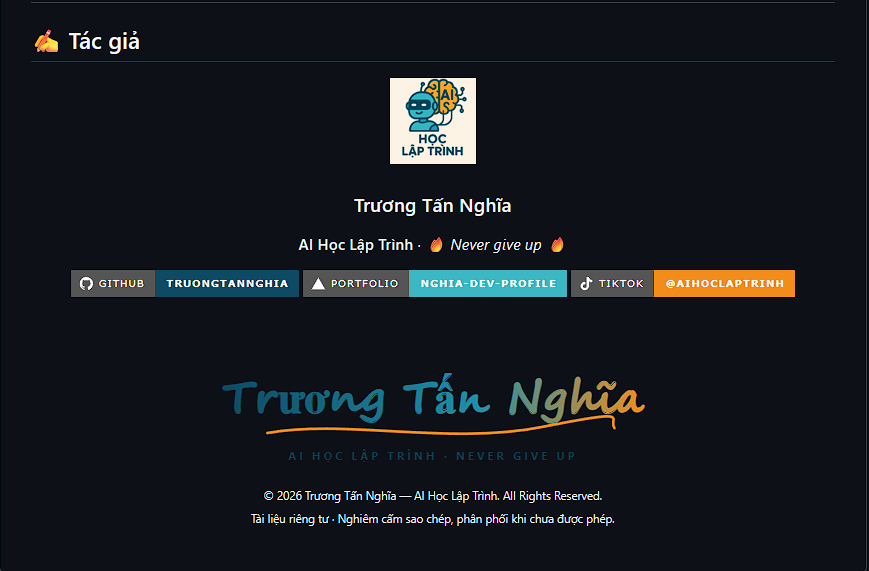 ✍️ Tác giả
AI
HỌC
LẬP TRÌNH
Trương Tấn Nghĩa
AI Học Lập Trình · 🔥 Never give up 🔥
GITHUB TRUONGTANNGHIA PORTFOLIO NGHIA-DEV-PROFILE TIKTOK @AIHOCLAPTRINH
Trương Tấn Nghĩa
AI HỌC LẬP TRÌNH · NEVER GIVE UP
© 2026 Trương Tấn Nghĩa — AI Học Lập Trình. All Rights Reserved.
Tài liệu riêng tư · Nghiêm cấm sao chép, phân phối khi chưa được phép.